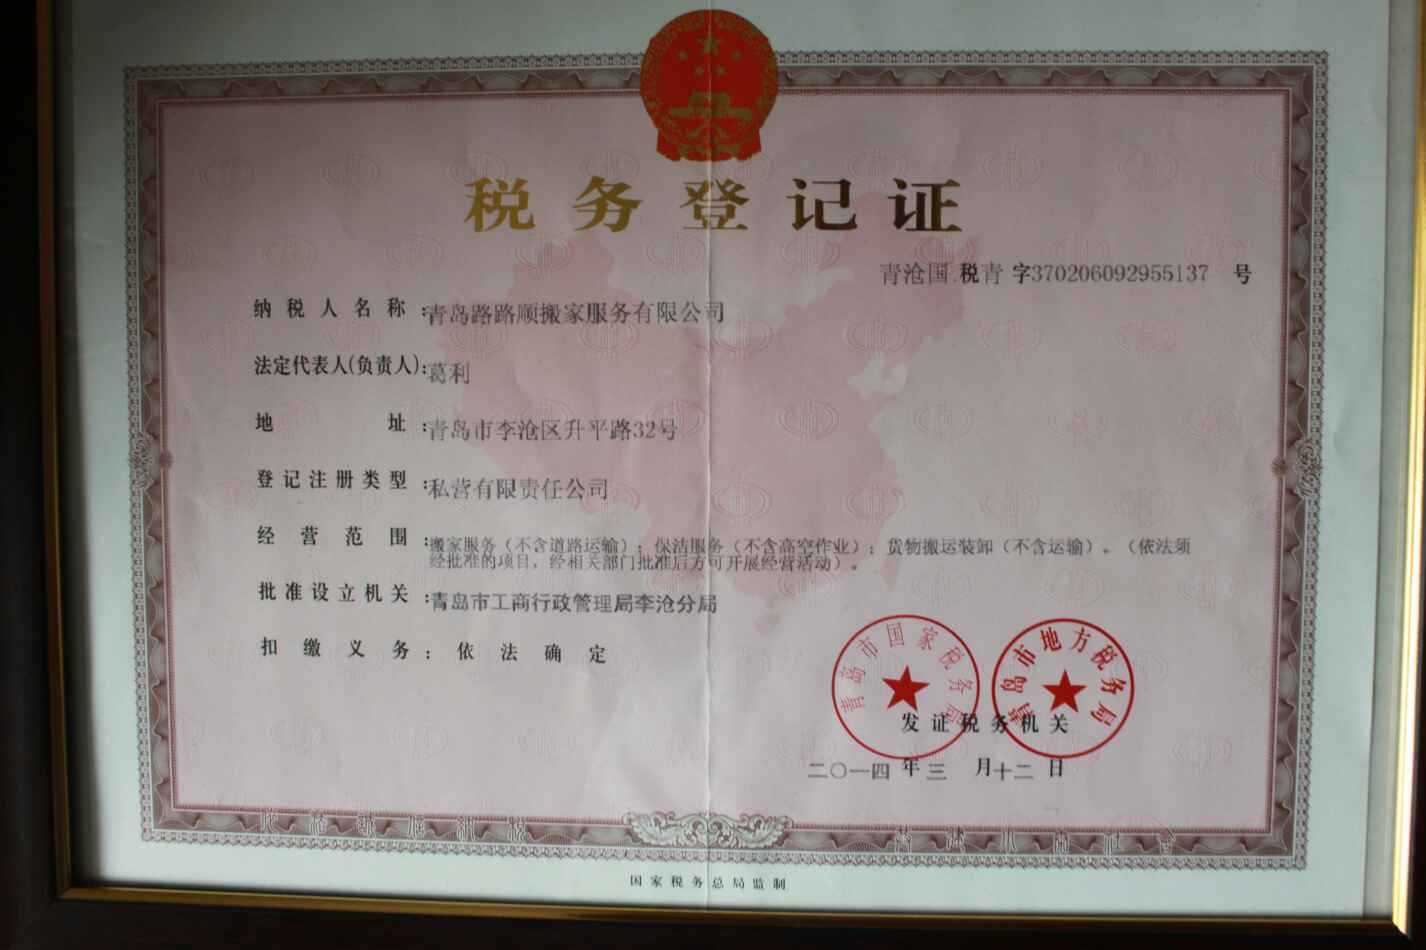 税务登记证
青沧国 税青 字370206092955137 号
纳税人名称：青岛路路顺搬家服务有限公司
法定代表人(负责人)：葛利
地址：青岛市李沧区升平路32号
登记注册类型：私营有限责任公司
经营范围：搬家服务（不含道路运输）；保洁服务（不含高空作业）；货物搬运装卸（不含运输）。（依法须
经批准的项目，经相关部门批准后方可开展经营活动）。
批准设立机关：青岛市工商行政管理局李沧分局
扣缴义务：依法确定
青岛市国家税务局
青岛市地方税务局
发证税务机关
二〇一四年三月十二日
国家税务总局监制